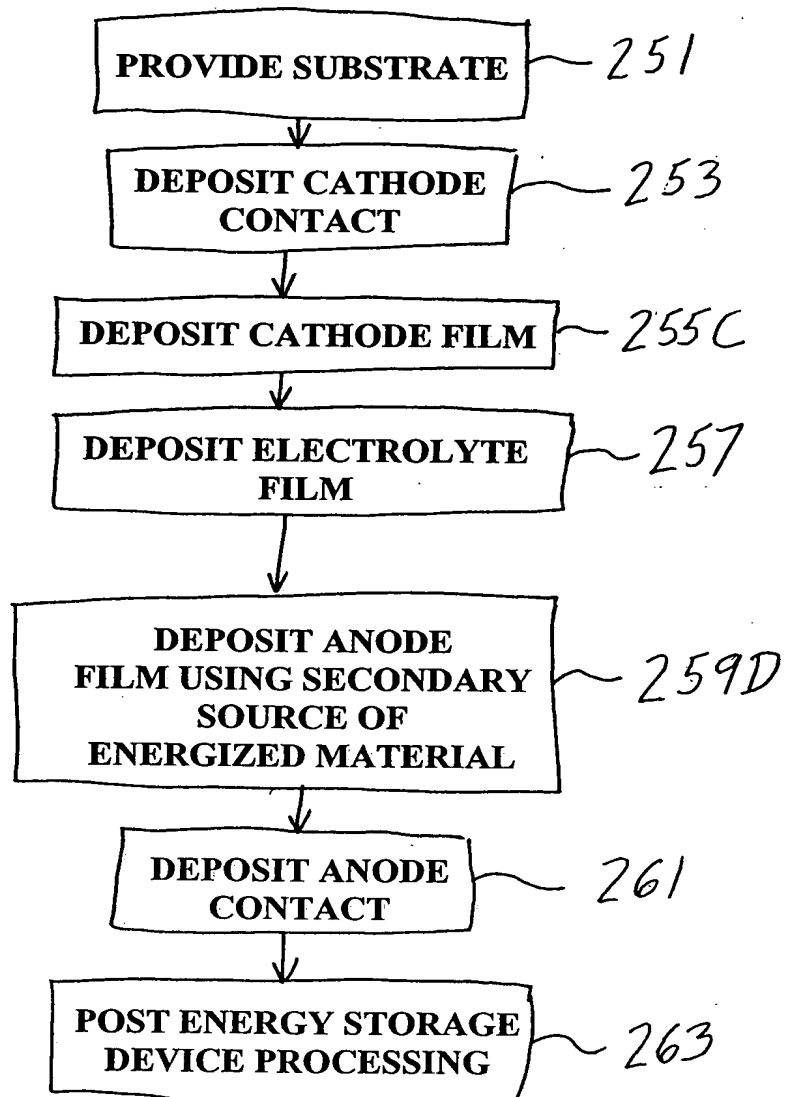 PROVIDE SUBSTRATE 251
DEPOSIT CATHODE
CONTACT
253
DEPOSIT CATHODE FILM 255C
DEPOSIT ELECTROLYTE
FILM
257
DEPOSIT ANODE
FILM USING SECONDARY
SOURCE OF
ENERGIZED MATERIAL
259D
DEPOSIT ANODE
CONTACT
261
POST ENERGY STORAGE
DEVICE PROCESSING
263